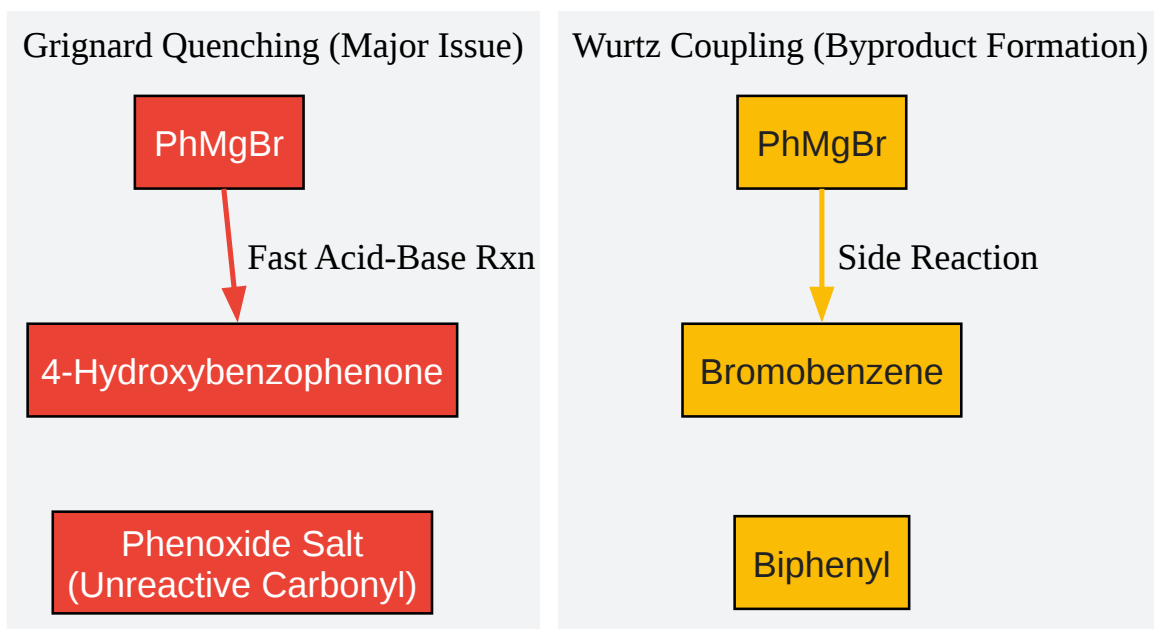 Grignard Quenching (Major Issue)
PhMgBr
Fast Acid-Base Rxn
4-Hydroxybenzophenone
Phenoxide Salt
(Unreactive Carbonyl)
Wurtz Coupling (Byproduct Formation)
PhMgBr
Side Reaction
Bromobenzene
Biphenyl